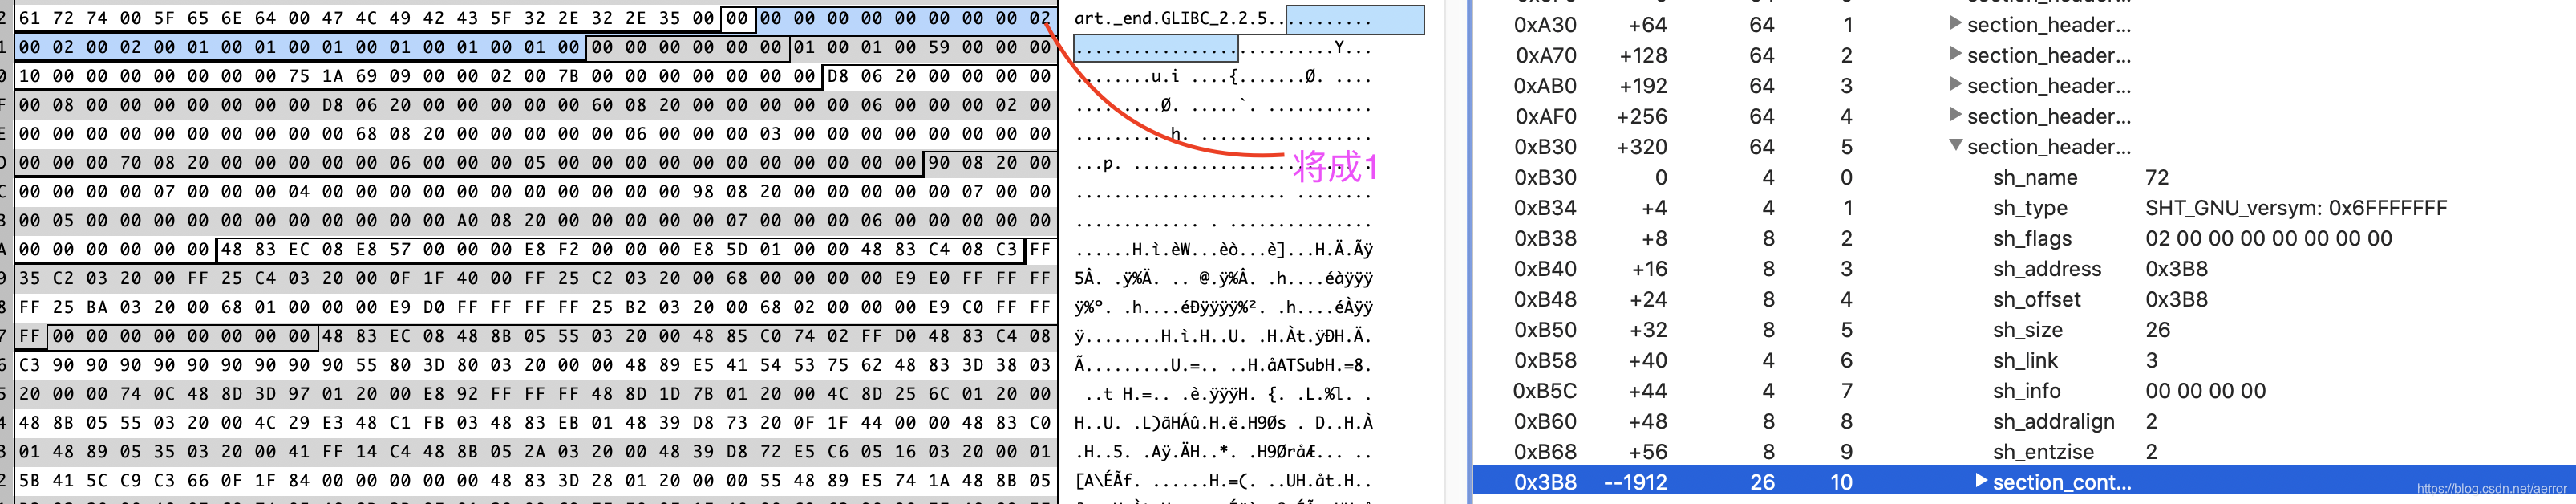 61 72 74 00 5F 65 6E 64 00 47 4C 49 42 43 5F 32 2E 32 2E 35 00 00 00 00 00 00 00 00 00 00 02
00 02 00 02 00 01 00 01 00 01 00 01 00 01 00 01 00 00 00 00 00 00 00 01 00 01 00 59 00 00 00
10 00 00 00 00 00 00 00 75 1A 69 09 00 00 02 00 7B 00 00 00 00 00 00 00 D8 06 20 00 00 00 00
00 08 00 00 00 00 00 00 00 D8 06 20 00 00 00 00 00 60 08 20 00 00 00 00 00 06 00 00 00 02 00
00 00 00 00 00 00 00 00 00 00 68 08 20 00 00 00 00 00 06 00 00 00 03 00 00 00 00 00 00 00 00
00 00 00 70 08 20 00 00 00 00 00 06 00 00 00 05 00 00 00 00 00 00 00 00 00 00 00 90 08 20 00
00 00 00 00 07 00 00 00 04 00 00 00 00 00 00 00 00 00 00 00 98 08 20 00 00 00 00 00 07 00 00
00 05 00 00 00 00 00 00 00 00 00 00 00 A0 08 20 00 00 00 00 00 07 00 00 00 06 00 00 00 00 00
00 00 00 00 00 00 48 83 EC 08 E8 57 00 00 00 E8 F2 00 00 00 E8 5D 01 00 00 48 83 C4 08 C3 FF
35 C2 03 20 00 FF 25 C4 03 20 00 0F 1F 40 00 FF 25 C2 03 20 00 68 00 00 00 00 E9 E0 FF FF FF
FF 25 BA 03 20 00 68 01 00 00 00 E9 D0 FF FF FF FF 25 B2 03 20 00 68 02 00 00 00 E9 C0 FF FF
FF 00 00 00 00 00 00 00 00 48 83 EC 08 48 8B 05 55 03 20 00 48 85 C0 74 02 FF D0 48 83 C4 08
C3 90 90 90 90 90 90 90 90 90 55 80 3D 80 03 20 00 00 48 89 E5 41 54 53 75 62 48 83 3D 38 03
20 00 00 74 0C 48 8D 3D 97 01 20 00 E8 92 FF FF FF 48 8D 1D 7B 01 20 00 4C 8D 25 6C 01 20 00
48 8B 05 55 03 20 00 4C 29 E3 48 C1 FB 03 48 83 EB 01 48 39 D8 73 20 0F 1F 44 00 00 48 83 C0
01 48 89 05 35 03 20 00 41 FF 14 C4 48 8B 05 2A 03 20 00 48 39 D8 72 E5 C6 05 16 03 20 00 01
5B 41 5C C9 C3 66 0F 1F 84 00 00 00 00 00 48 83 3D 28 01 20 00 00 55 48 89 E5 74 1A 48 8B 05
art._end.GLIBC_2.2.5...........
............................Y...
........u.i ....{.......Ø. ....
.........Ø. .....`. ...........
..........h. ..................
...p. .........................
...............................
.............. . ..............
......H.ì.èW...èò...è]...H.Ä.Ãÿ
5Â. .ÿ%Ä. .. @.ÿ%Â. .h....éàÿÿÿ
ÿ%º. .h....éÐÿÿÿÿ%². .h....éÀÿÿ
ÿ........H.ì.H..U. .H.Àt.ÿÐH.Ä.
Ã.........U.=.. ..H.åATSubH.=8.
..t H.=.. .è.ÿÿÿH. {. .L.%l. .
H..U. .L)ãHÁû.H.ë.H9Øs . D..H.À
.H..5. .Aÿ.ÄH..*. .H9ØråÆ... ..
[A\ÉÃf. ......H.=(. ..UH.åt.H..
将成1
0xA30 +64 64 1 section_header...
0xA70 +128 64 2 section_header...
0xAB0 +192 64 3 section_header...
0xAF0 +256 64 4 section_header...
0xB30 +320 64 5 section_header...
0xB30 0 4 0 sh_name 72
0xB34 +4 4 1 sh_type SHT_GNU_versym: 0x6FFFFFFF
0xB38 +8 8 2 sh_flags 02 00 00 00 00 00 00 00
0xB40 +16 8 3 sh_address 0x3B8
0xB48 +24 8 4 sh_offset 0x3B8
0xB50 +32 8 5 sh_size 26
0xB58 +40 4 6 sh_link 3
0xB5C +44 4 7 sh_info 00 00 00 00
0xB60 +48 8 8 sh_addralign 2
0xB68 +56 8 9 sh_entzise 2
0x3B8 --1912 26 10 section_cont...
https://blog.csdn.net/aerror